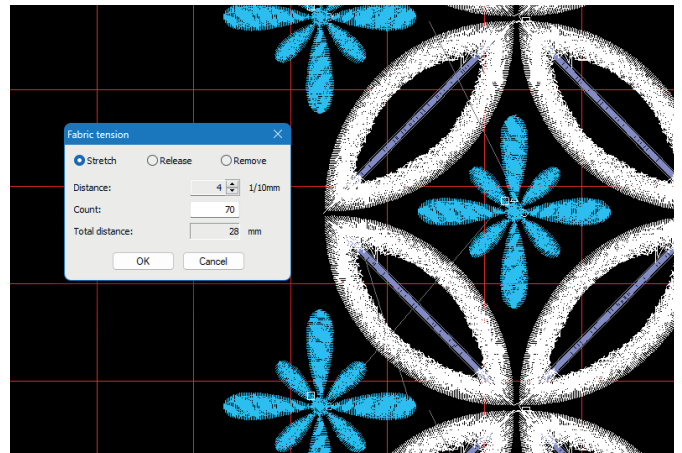 Fabric tension
Stretch Release Remove
Distance: 4 1/10mm
Count: 70
Total distance: 28 mm
OK Cancel